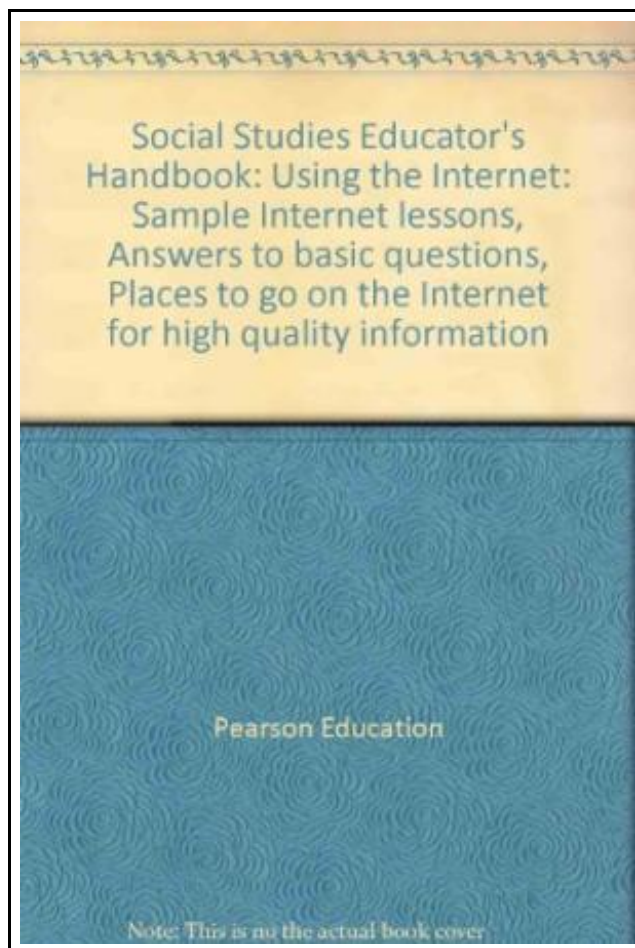 Social Studies Educator's
Handbook: Using the Internet:
Sample Internet lessons,
Answers to basic questions,
Places to go on the Internet
for high quality information
Pearson Education
Note: This is no the actual book cover